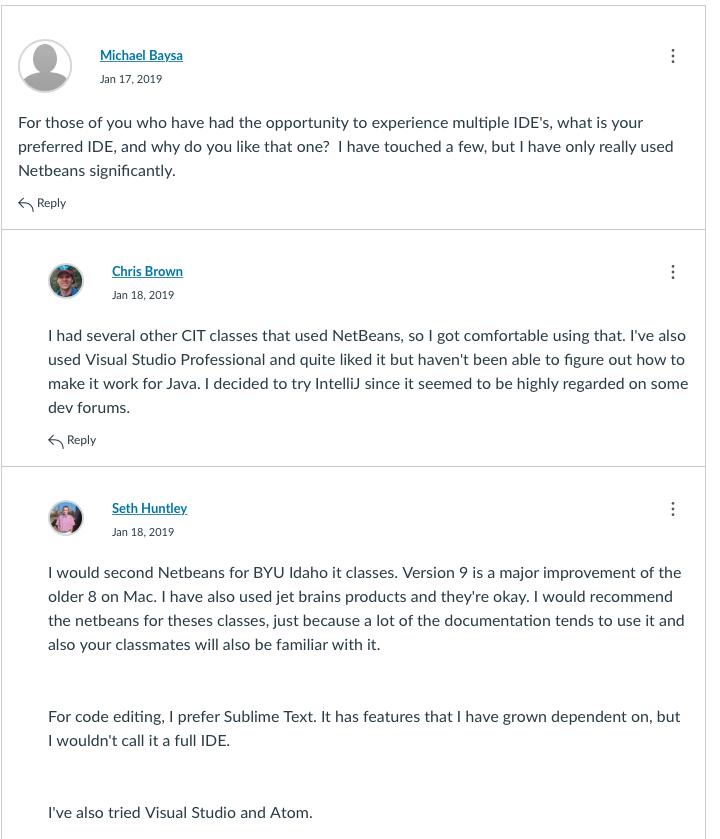 Michael Baysa
Jan 17, 2019
For those of you who have had the opportunity to experience multiple IDE's, what is your
preferred IDE, and why do you like that one?  I have touched a few, but I have only really used
Netbeans significantly.
Reply
Chris Brown
Jan 18, 2019
I had several other CIT classes that used NetBeans, so I got comfortable using that. I've also
used Visual Studio Professional and quite liked it but haven't been able to figure out how to
make it work for Java. I decided to try IntelliJ since it seemed to be highly regarded on some
dev forums.
Reply
Seth Huntley
Jan 18, 2019
I would second Netbeans for BYU Idaho it classes. Version 9 is a major improvement of the
older 8 on Mac. I have also used jet brains products and they're okay. I would recommend
the netbeans for theses classes, just because a lot of the documentation tends to use it and
also your classmates will also be familiar with it.
For code editing, I prefer Sublime Text. It has features that I have grown dependent on, but
I wouldn't call it a full IDE.
I've also tried Visual Studio and Atom.